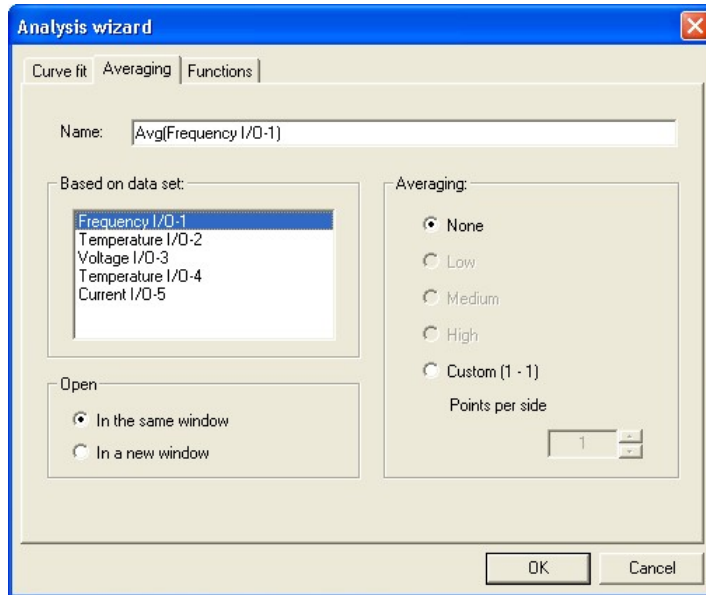 Analysis wizard
Curve fit Averaging Functions
Name: Avg(Frequency I/O-1)
Based on data set:
Frequency I/O-1
Temperature I/O-2
Voltage I/O-3
Temperature I/O-4
Current I/O-5
Open
In the same window
In a new window
Averaging:
None
Low
Medium
High
Custom (1 - 1)
Points per side
1
OK Cancel